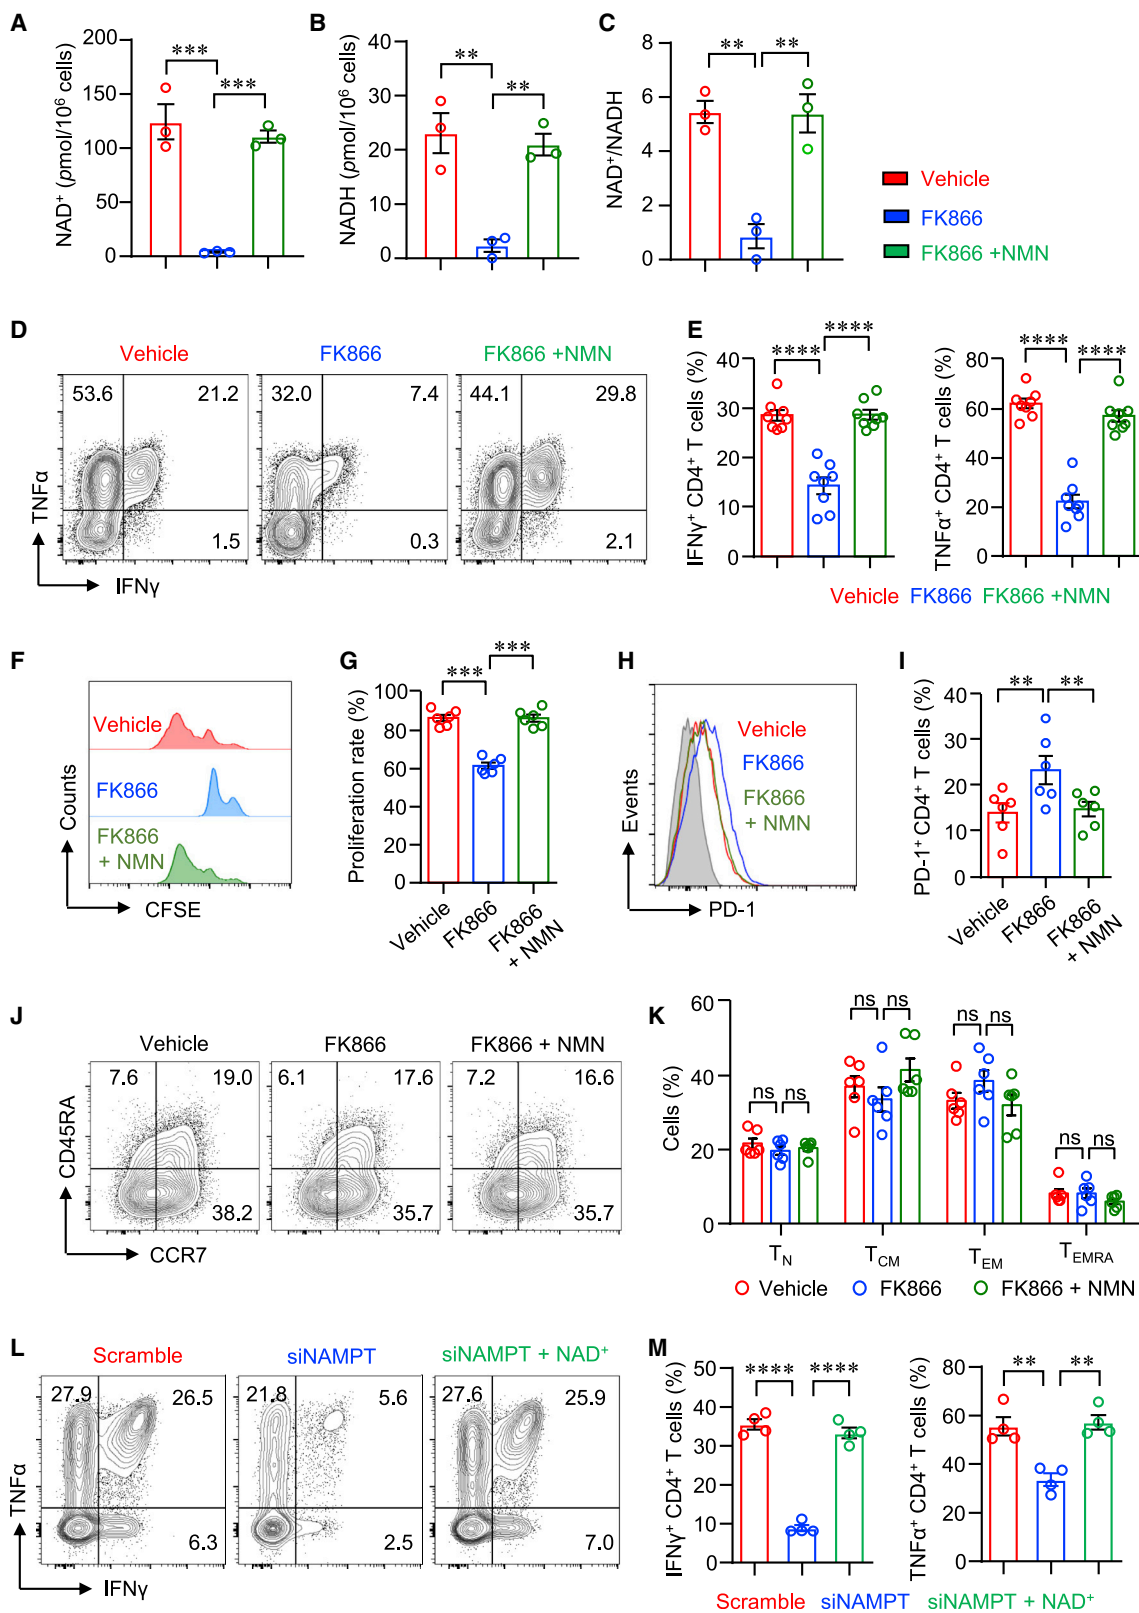 A
NAD⁺ (pmol/10⁶ cells)
200
150
100
50
0
***
***
B
NADH (pmol/10⁶ cells)
40
30
20
10
0
**
**
C
NAD⁺/NADH
8
6
4
2
0
**
**
Vehicle
FK866
FK866 +NMN
D
Vehicle
FK866
FK866 +NMN
53.6
21.2
1.5
32.0
7.4
0.3
44.1
29.8
2.1
TNFα
IFNγ
E
IFNγ⁺ CD4⁺ T cells (%)
40
30
20
10
0
****
****
TNFα⁺ CD4⁺ T cells (%)
80
60
40
20
0
****
****
Vehicle FK866 FK866 +NMN
F
Vehicle
FK866
FK866
+ NMN
Counts
CFSE
G
Proliferation rate (%)
100
80
60
40
20
0
***
***
Vehicle
FK866
FK866
+ NMN
H
Events
PD-1
Vehicle
FK866
FK866
+ NMN
I
PD-1⁺ CD4⁺ T cells (%)
40
30
20
10
0
**
**
Vehicle
FK866
FK866
+ NMN
J
Vehicle
FK866
FK866 + NMN
7.6
19.0
38.2
6.1
17.6
35.7
7.2
16.6
35.7
CD45RA
CCR7
K
Cells (%)
60
40
20
0
ns
ns
ns
ns
ns
ns
ns
ns
T_N
T_CM
T_EM
T_EMRA
Vehicle
FK866
FK866 + NMN
L
Scramble
siNAMPT
siNAMPT + NAD⁺
27.9
26.5
6.3
21.8
5.6
2.5
27.6
25.9
7.0
TNFα
IFNγ
M
IFNγ⁺ CD4⁺ T cells (%)
50
40
30
20
10
0
****
****
TNFα⁺ CD4⁺ T cells (%)
80
60
40
20
0
**
**
Scramble siNAMPT siNAMPT + NAD⁺